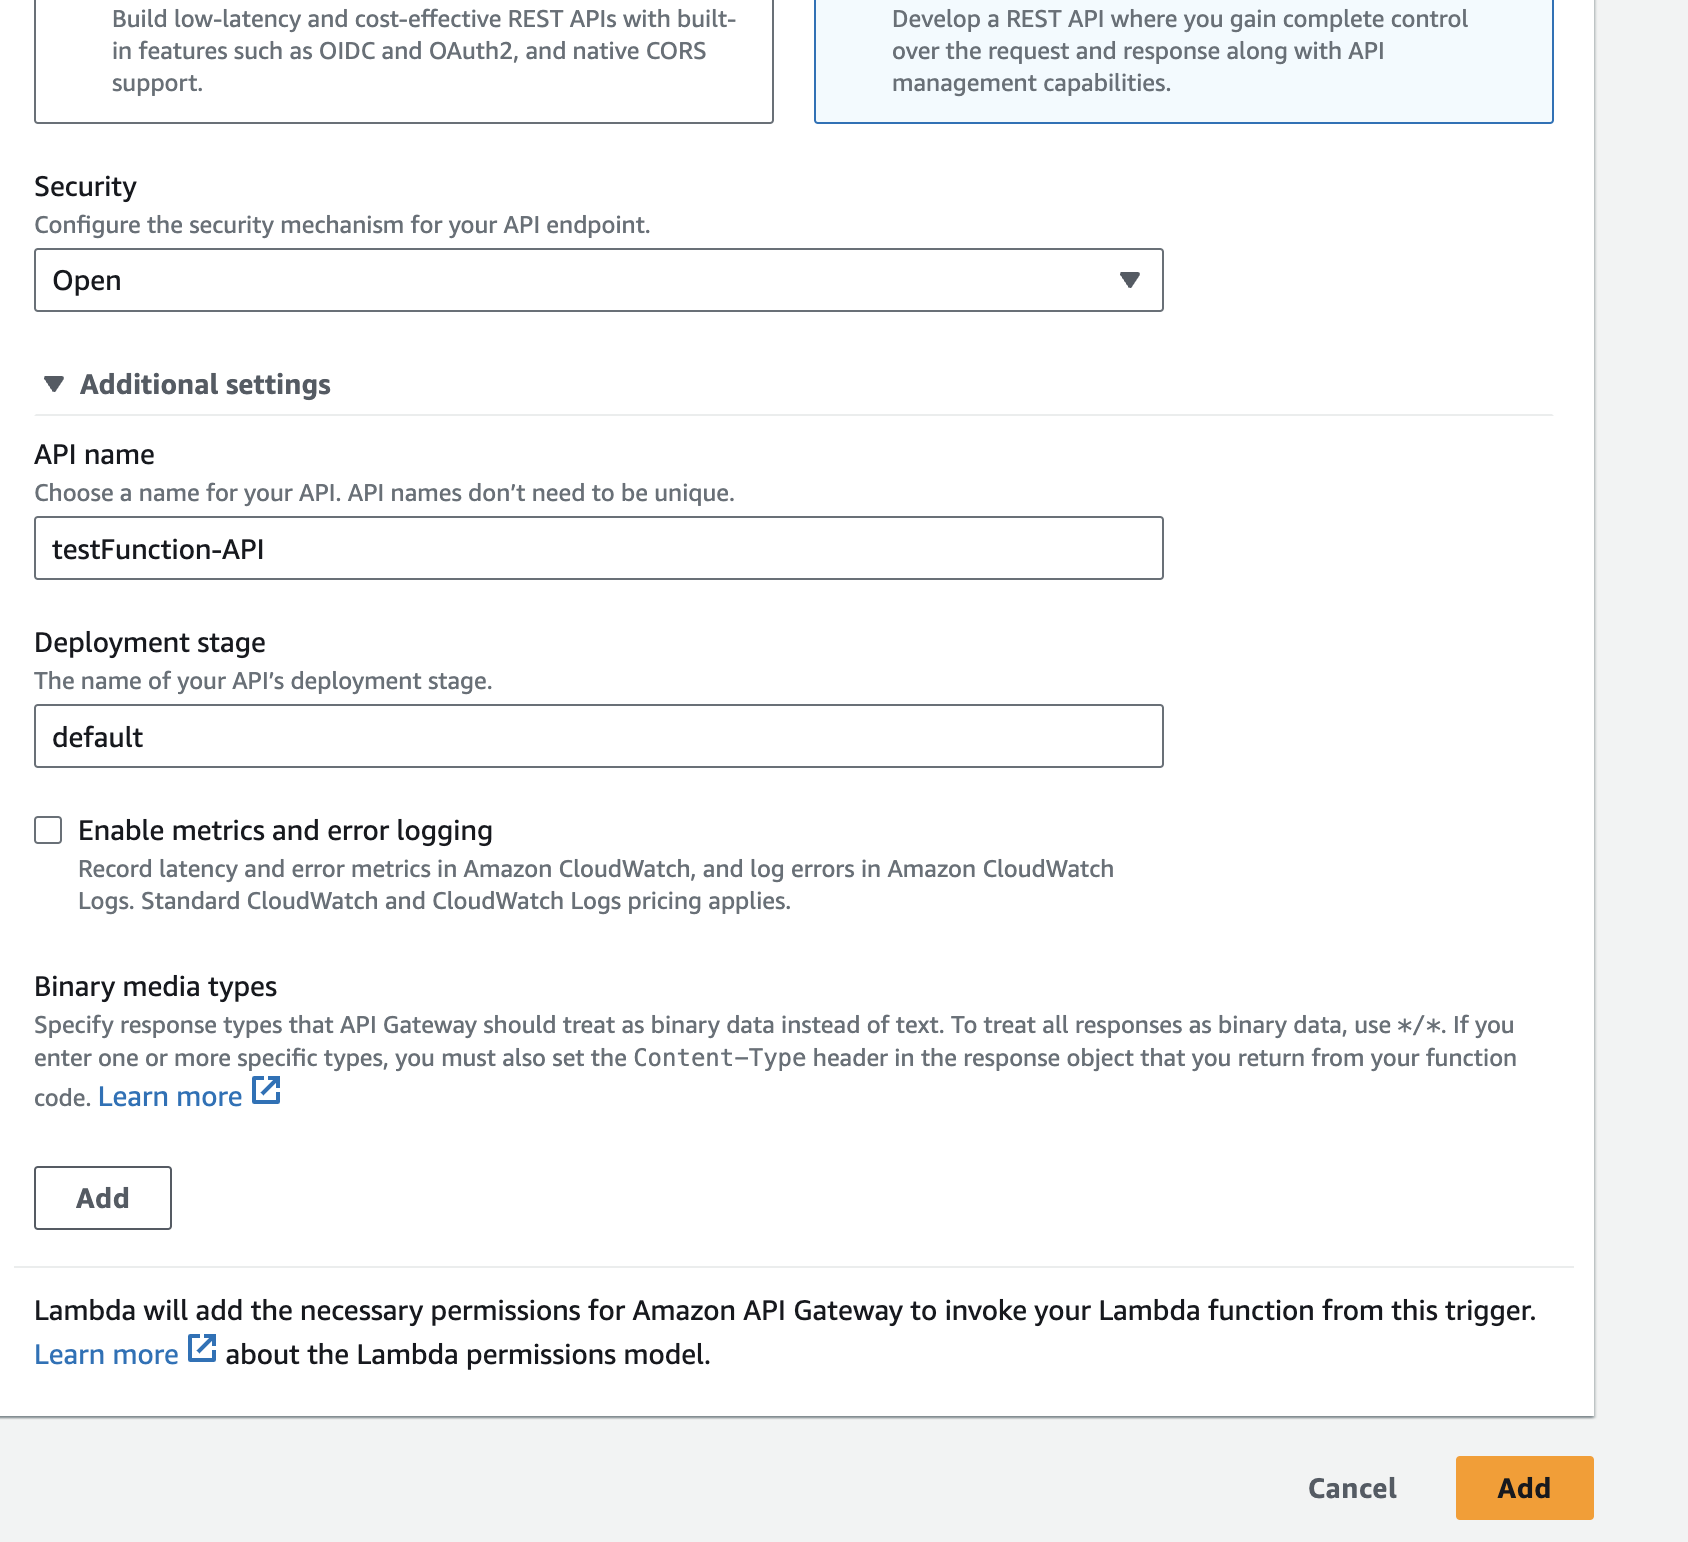 Build low-latency and cost-effective REST APIs with built-
in features such as OIDC and OAuth2, and native CORS
support.
Develop a REST API where you gain complete control
over the request and response along with API
management capabilities.
Security
Configure the security mechanism for your API endpoint.
Open
Additional settings
API name
Choose a name for your API. API names don’t need to be unique.
testFunction-API
Deployment stage
The name of your API’s deployment stage.
default
Enable metrics and error logging
Record latency and error metrics in Amazon CloudWatch, and log errors in Amazon CloudWatch
Logs. Standard CloudWatch and CloudWatch Logs pricing applies.
Binary media types
Specify response types that API Gateway should treat as binary data instead of text. To treat all responses as binary data, use */*. If you
enter one or more specific types, you must also set the Content-Type header in the response object that you return from your function
code. Learn more
Add
Lambda will add the necessary permissions for Amazon API Gateway to invoke your Lambda function from this trigger.
Learn more about the Lambda permissions model.
Cancel
Add